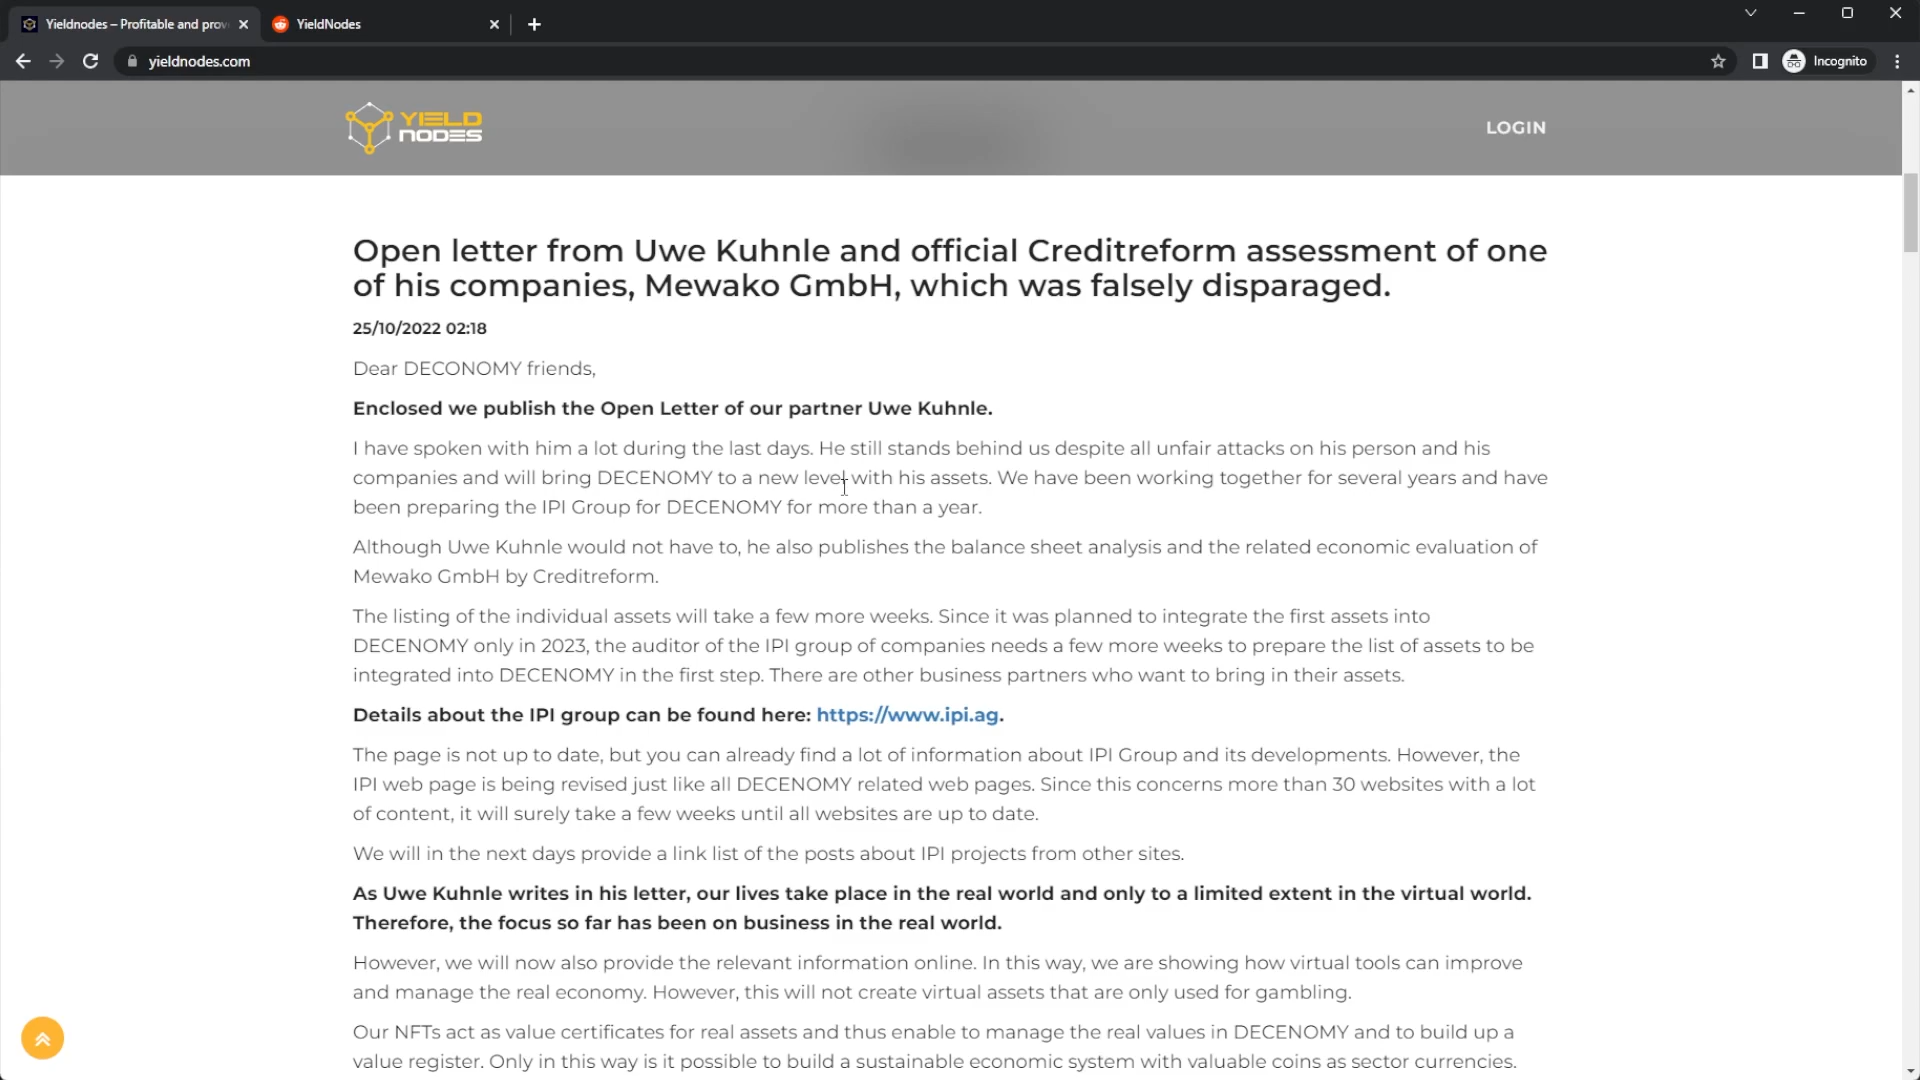 Yieldnodes – Profitable and prov
YieldNodes
yieldnodes.com
Incognito
YIELD
NODES
LOGIN
Open letter from Uwe Kuhnle and official Creditreform assessment of one
of his companies, Mewako GmbH, which was falsely disparaged.
25/10/2022 02:18
Dear DECONOMY friends,
Enclosed we publish the Open Letter of our partner Uwe Kuhnle.
I have spoken with him a lot during the last days. He still stands behind us despite all unfair attacks on his person and his
companies and will bring DECENOMY to a new level with his assets. We have been working together for several years and have
been preparing the IPI Group for DECENOMY for more than a year.
Although Uwe Kuhnle would not have to, he also publishes the balance sheet analysis and the related economic evaluation of
Mewako GmbH by Creditreform.
The listing of the individual assets will take a few more weeks. Since it was planned to integrate the first assets into
DECENOMY only in 2023, the auditor of the IPI group of companies needs a few more weeks to prepare the list of assets to be
integrated into DECENOMY in the first step. There are other business partners who want to bring in their assets.
Details about the IPI group can be found here: https://www.ipi.ag.
The page is not up to date, but you can already find a lot of information about IPI Group and its developments. However, the
IPI web page is being revised just like all DECENOMY related web pages. Since this concerns more than 30 websites with a lot
of content, it will surely take a few weeks until all websites are up to date.
We will in the next days provide a link list of the posts about IPI projects from other sites.
As Uwe Kuhnle writes in his letter, our lives take place in the real world and only to a limited extent in the virtual world.
Therefore, the focus so far has been on business in the real world.
However, we will now also provide the relevant information online. In this way, we are showing how virtual tools can improve
and manage the real economy. However, this will not create virtual assets that are only used for gambling.
Our NFTs act as value certificates for real assets and thus enable to manage the real values in DECENOMY and to build up a
value register. Only in this way is it possible to build a sustainable economic system with valuable coins as sector currencies.